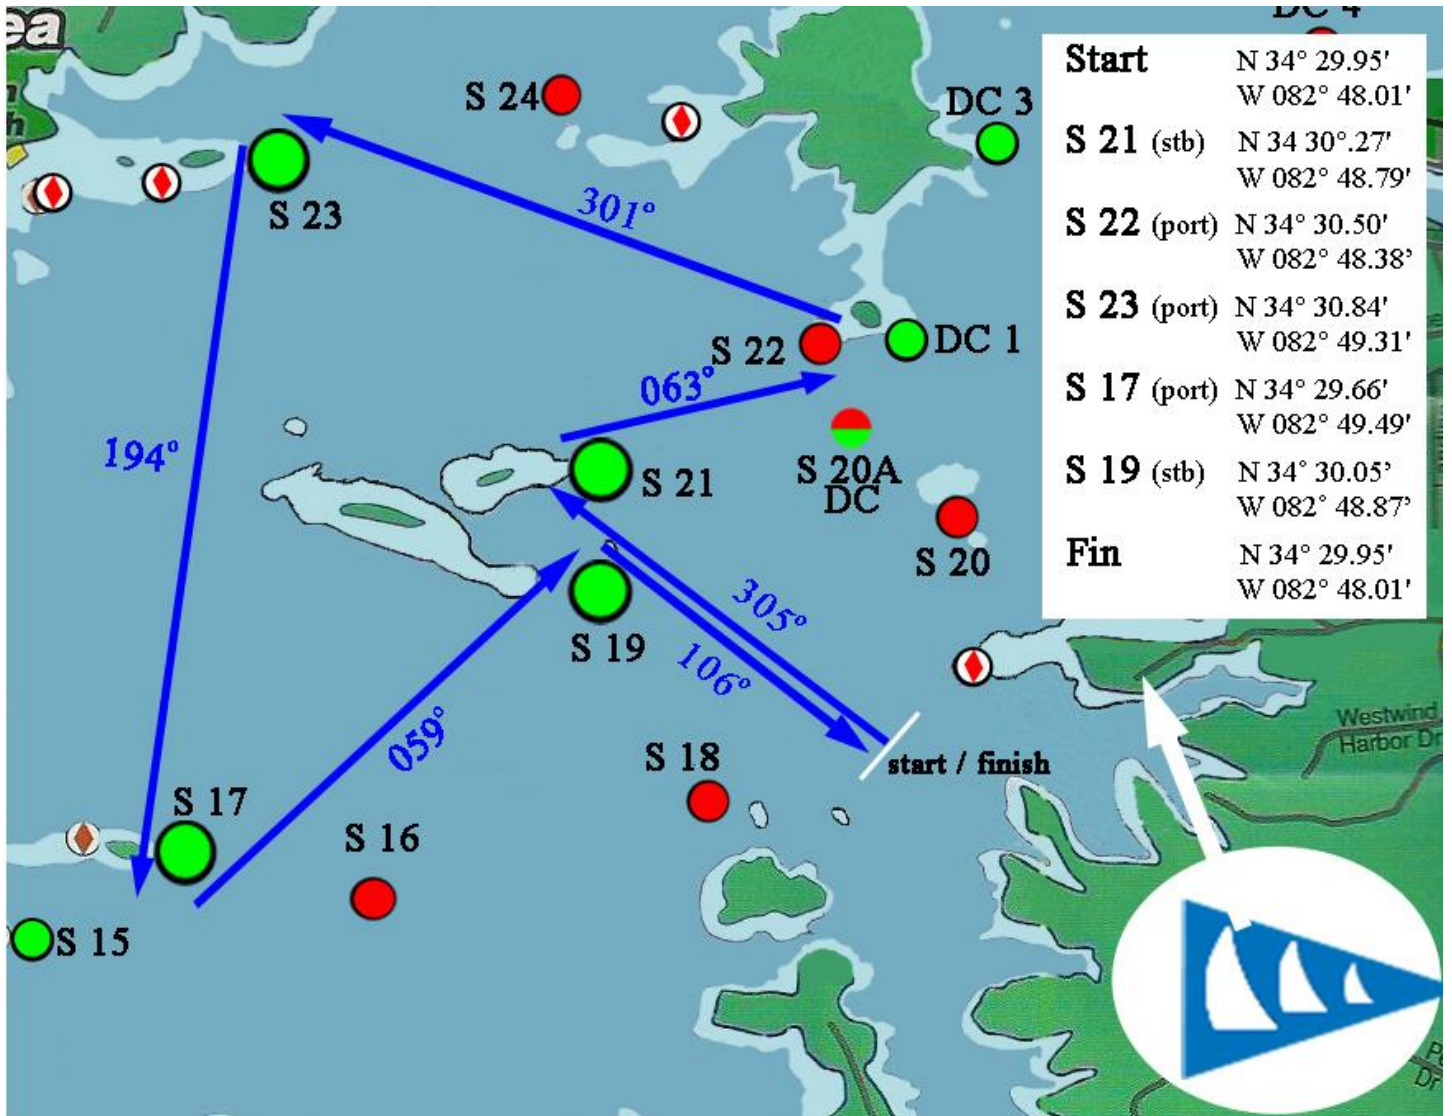 ea
DC 4
S 24
DC 3
301°
S 23
S 22
DC 1
063°
194°
S 21
S 20A
DC
S 20
305°
S 19
106°
059°
S 18
start / finish
S 17
S 16
S 15
Westwind
Harbor Dr
Dr
Start N 34° 29.95'
W 082° 48.01'
S 21 (stb) N 34 30°.27'
W 082° 48.79'
S 22 (port) N 34° 30.50'
W 082° 48.38’
S 23 (port) N 34° 30.84'
W 082° 49.31'
S 17 (port) N 34° 29.66'
W 082° 49.49'
S 19 (stb) N 34° 30.05’
W 082° 48.87’
Fin N 34° 29.95'
W 082° 48.01'